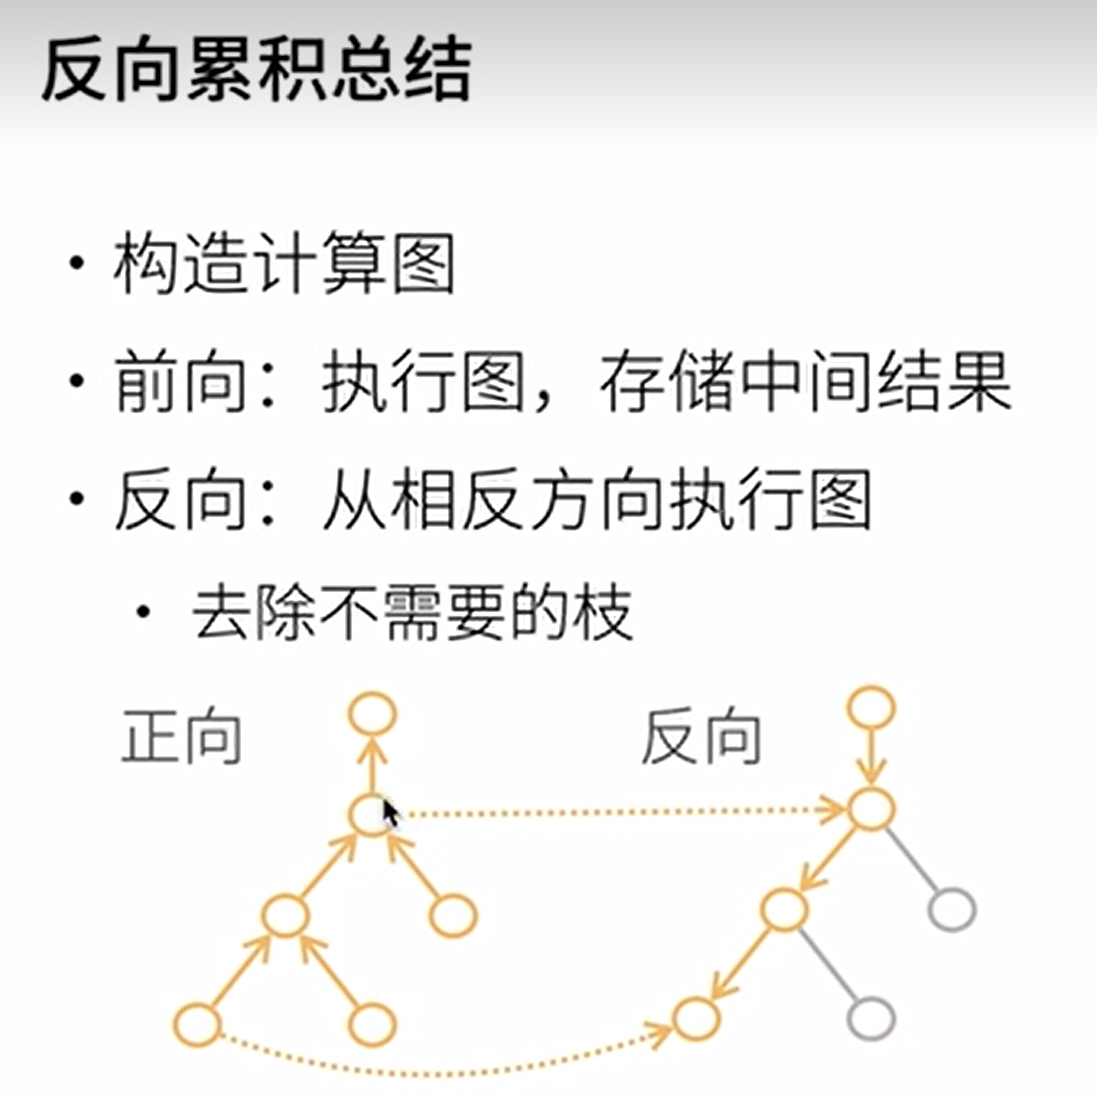 反向累积总结
• 构造计算图
• 前向：执行图，存储中间结果
• 反向：从相反方向执行图
• 去除不需要的枝
正向
反向